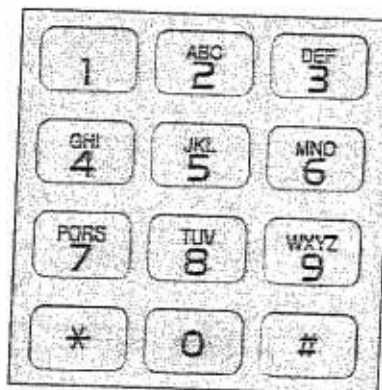 ABC DEF
1 2 3
GHI JKL MNO
4 5 6
PQRS TUV WXYZ
7 8 9
* 0 #